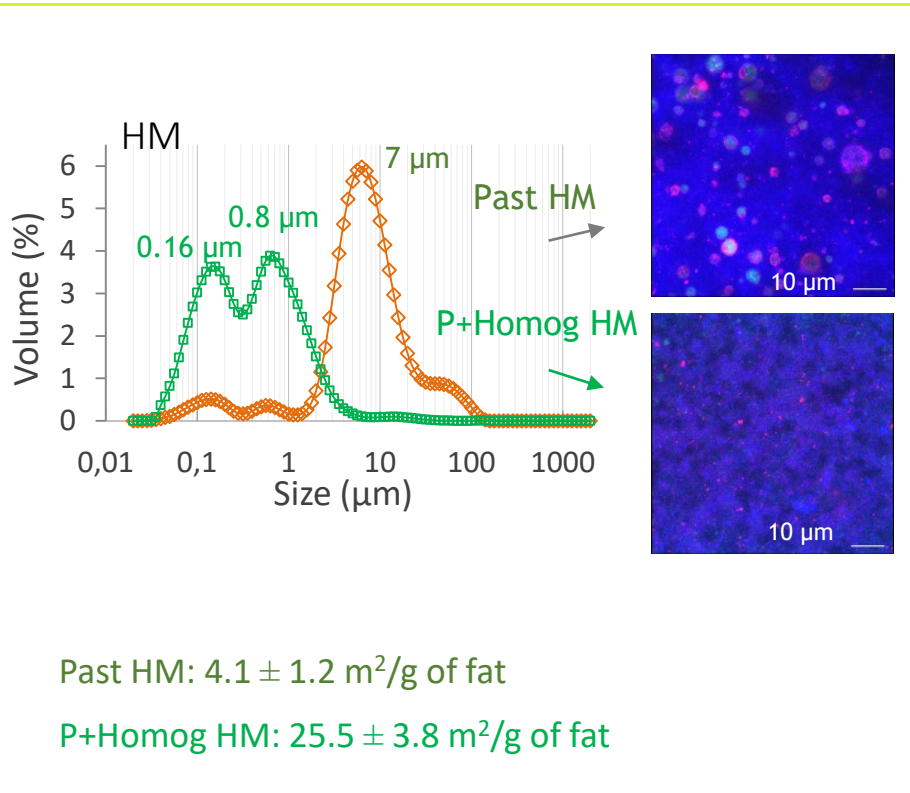 HM
7 µm
0.8 µm
0.16 µm
Past HM
P+Homog HM
Volume (%)
6
5
4
3
2
1
0
0,01 0,1 1 10 100 1000
Size (µm)
10 µm
10 µm
Past HM: 4.1 ± 1.2 m²/g of fat
P+Homog HM: 25.5 ± 3.8 m²/g of fat